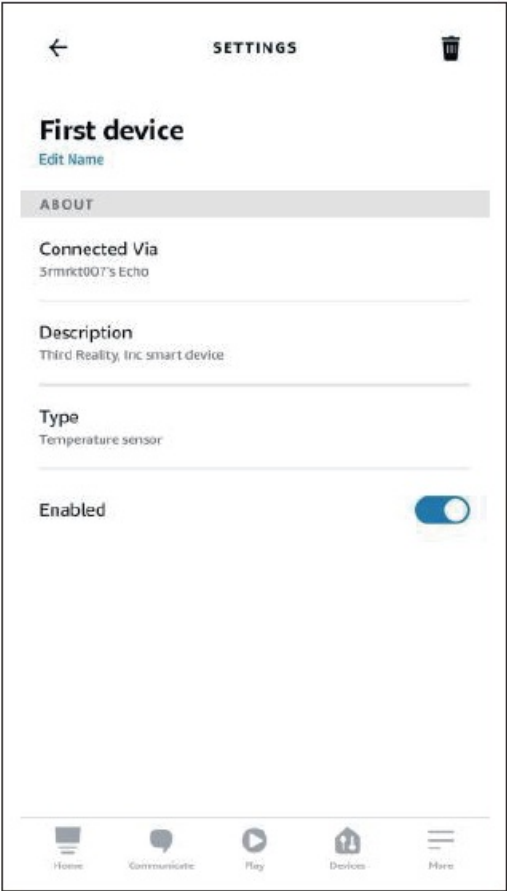 SETTINGS
First device
Edit Name
ABOUT
Connected Via
3rmrkt007's Echo
Description
Third Reality, Inc smart device
Type
Temperature sensor
Enabled
Home Communicate Play Devices More